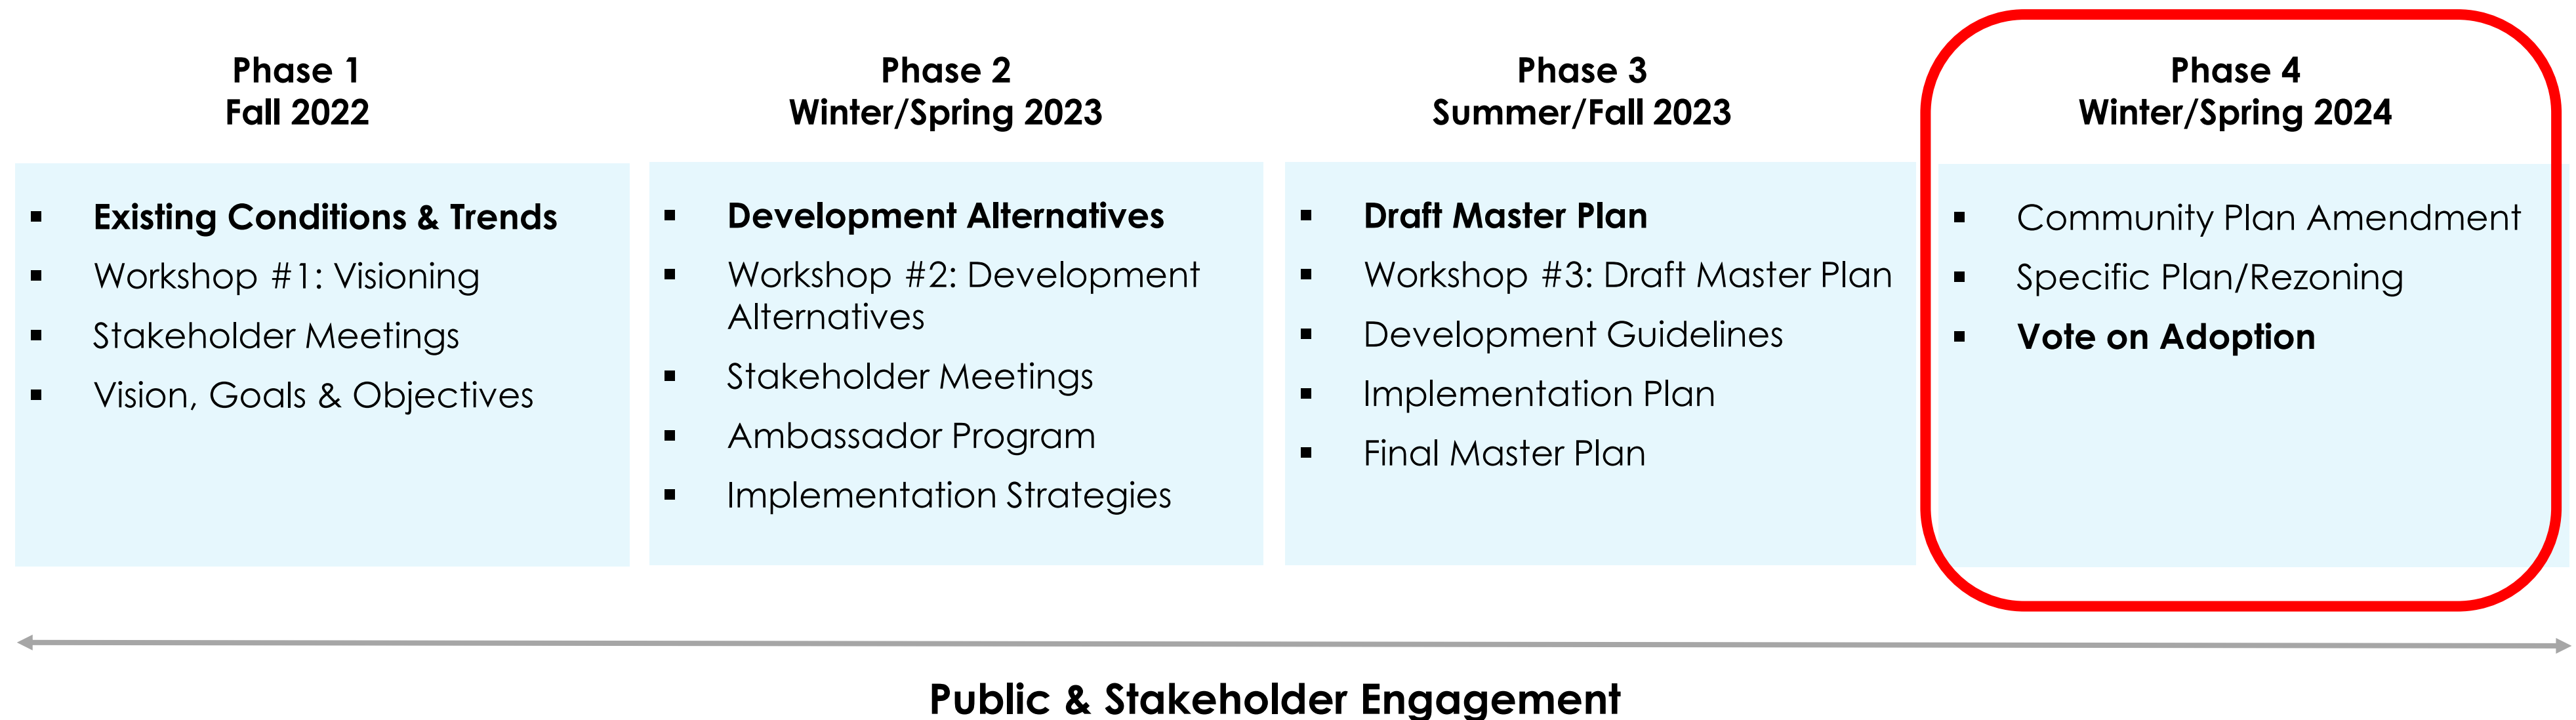 Phase 1
Fall 2022
▪ Existing Conditions & Trends
▪ Workshop #1: Visioning
▪ Stakeholder Meetings
▪ Vision, Goals & Objectives
Phase 2
Winter/Spring 2023
▪ Development Alternatives
▪ Workshop #2: Development
Alternatives
▪ Stakeholder Meetings
▪ Ambassador Program
▪ Implementation Strategies
Phase 3
Summer/Fall 2023
▪ Draft Master Plan
▪ Workshop #3: Draft Master Plan
▪ Development Guidelines
▪ Implementation Plan
▪ Final Master Plan
Phase 4
Winter/Spring 2024
▪ Community Plan Amendment
▪ Specific Plan/Rezoning
▪ Vote on Adoption
Public & Stakeholder Engagement